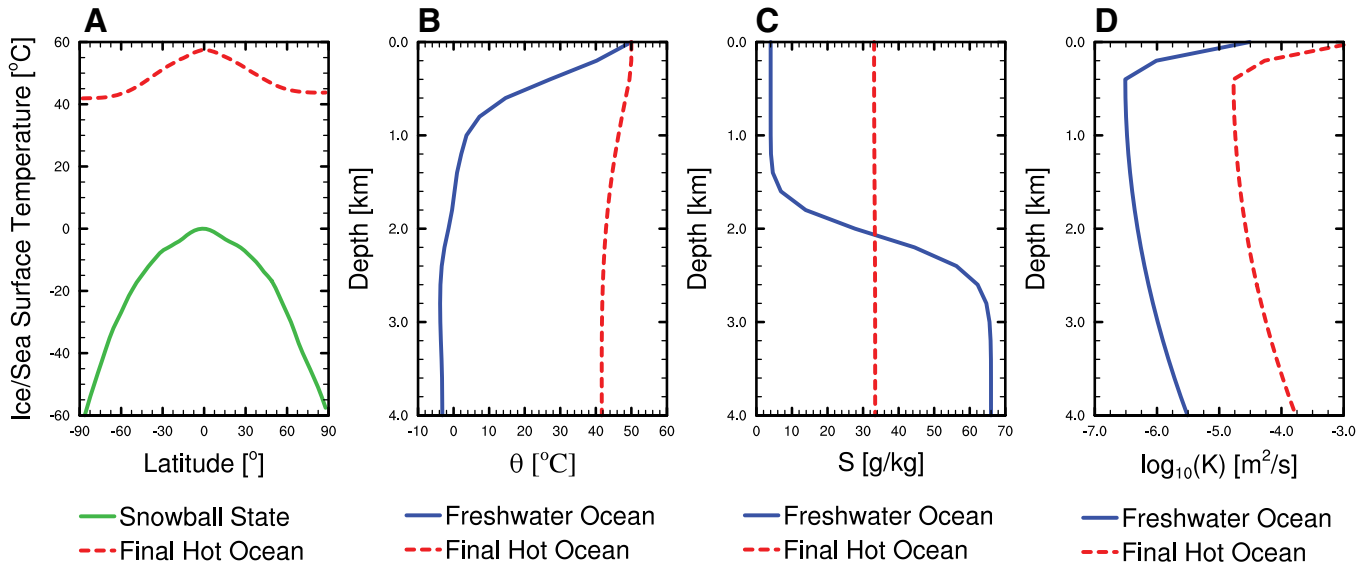 A B C D
Ice/Sea Surface Temperature [°C]
60
40
20
0
-20
-40
-60
-90 -60 -30 0 30 60 90
Latitude [°]
Snowball State
Final Hot Ocean
Depth [km]
0.0
1.0
2.0
3.0
4.0
-10 0 10 20 30 40 50 60
θ [°C]
Freshwater Ocean
Final Hot Ocean
Depth [km]
0.0
1.0
2.0
3.0
4.0
0 10 20 30 40 50 60 70
S [g/kg]
Freshwater Ocean
Final Hot Ocean
Depth [km]
0.0
1.0
2.0
3.0
4.0
-7.0 -6.0 -5.0 -4.0 -3.0
log₁₀(K) [m²/s]
Freshwater Ocean
Final Hot Ocean